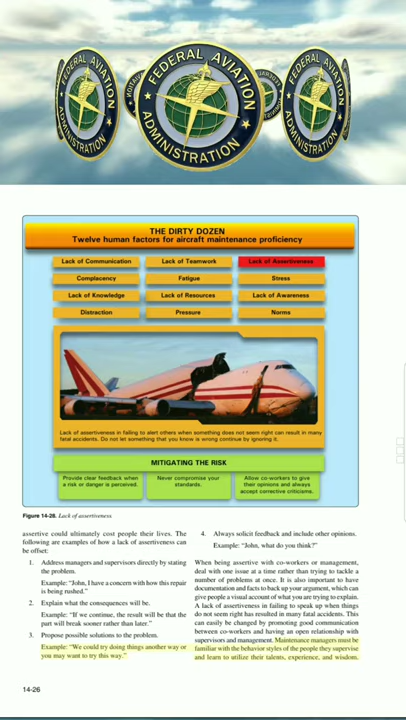 FEDERAL AVIATION
ADMINISTRATION
FEDERAL AVIATION
ADMINISTRATION
FEDERAL AVIATION
ADMINISTRATION
THE DIRTY DOZEN
Twelve human factors for aircraft maintenance proficiency
Lack of Communication
Lack of Teamwork
Lack of Assertiveness
Complacency
Fatigue
Stress
Lack of Knowledge
Lack of Resources
Lack of Awareness
Distraction
Pressure
Norms
Lack of assertiveness in failing to alert others when something does not seem right can result in many
fatal accidents. Do not let something that you know is wrong continue by ignoring it.
MITIGATING THE RISK
Provide clear feedback when
a risk or danger is perceived.
Never compromise your
standards.
Allow co-workers to give
their opinions and always
accept corrective criticisms.
Figure 14-26. Lack of assertiveness
assertive could ultimately cost people their lives. The
following are examples of how a lack of assertiveness can
be offset:
1. Address managers and supervisors directly by stating
the problem.
Example: “John, I have a concern with how this repair
is being rushed.”
2. Explain what the consequences will be.
Example: “If we continue, the result will be that the
part will break sooner rather than later.”
3. Propose possible solutions to the problem.
Example: “We could try doing things another way or
you may want to try this way.”
4. Always solicit feedback and include other opinions.
Example: “John, what do you think?”
When being assertive with co-workers or management,
deal with one issue at a time rather than trying to tackle a
number of problems at once. It is also important to have
documentation and facts to back up your argument, which can
give people a visual account of what you are trying to explain.
A lack of assertiveness in failing to speak up when things
do not seem right has resulted in many fatal accidents. This
can easily be changed by promoting good communication
between co-workers and having an open relationship with
supervisors and management. Maintenance managers must be
familiar with the behavior styles of the people they supervise
and learn to utilize their talents, experience, and wisdom.
14-26